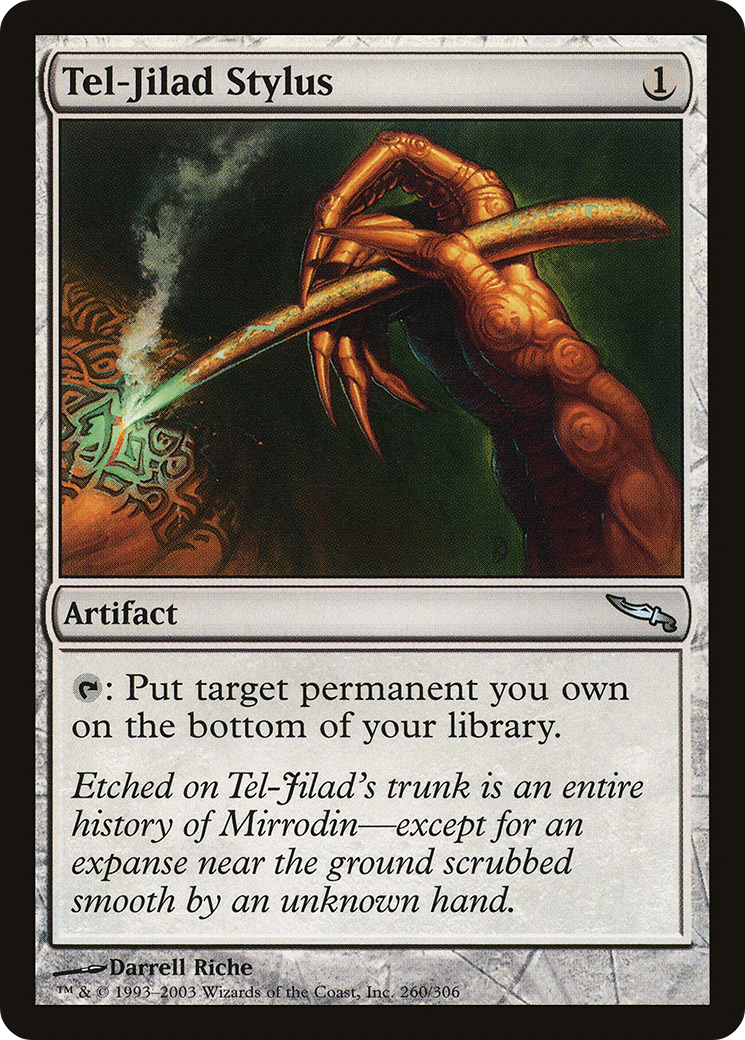 Tel-Jilad Stylus 1
Artifact
: Put target permanent you own
on the bottom of your library.
Etched on Tel-Jilad’s trunk is an entire
history of Mirrodin—except for an
expanse near the ground scrubbed
smooth by an unknown hand.
Darrell Riche
™ & © 1993–2003 Wizards of the Coast, Inc. 260/306